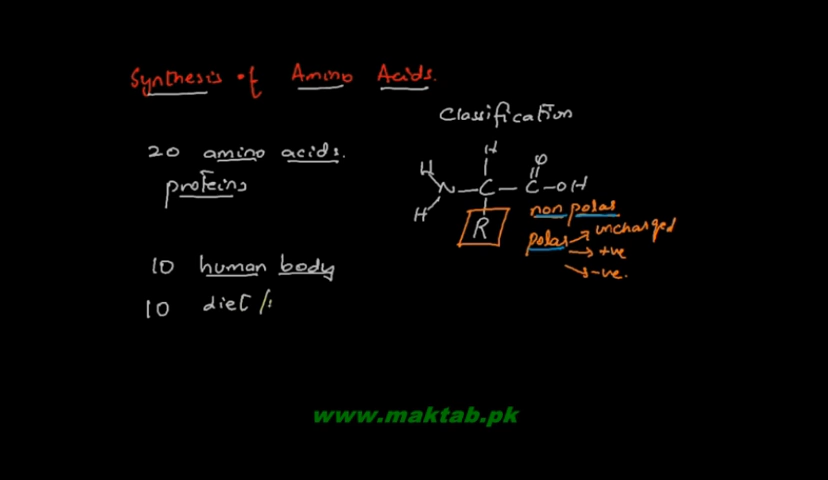 Synthesis of Amino Acids.
Classification
20 amino acids.
proteins
10 human body
10 diet /
H
H
O
N — C — C — OH
H
R
non polar
polar → uncharged
→ +ve
→ -ve.
www.maktab.pk